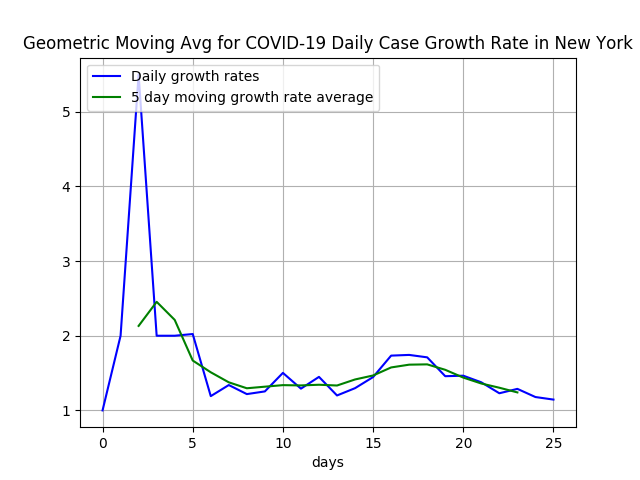 Geometric Moving Avg for COVID-19 Daily Case Growth Rate in New York
Daily growth rates
5 day moving growth rate average
5
4
3
2
1
0 5 10 15 20 25
days